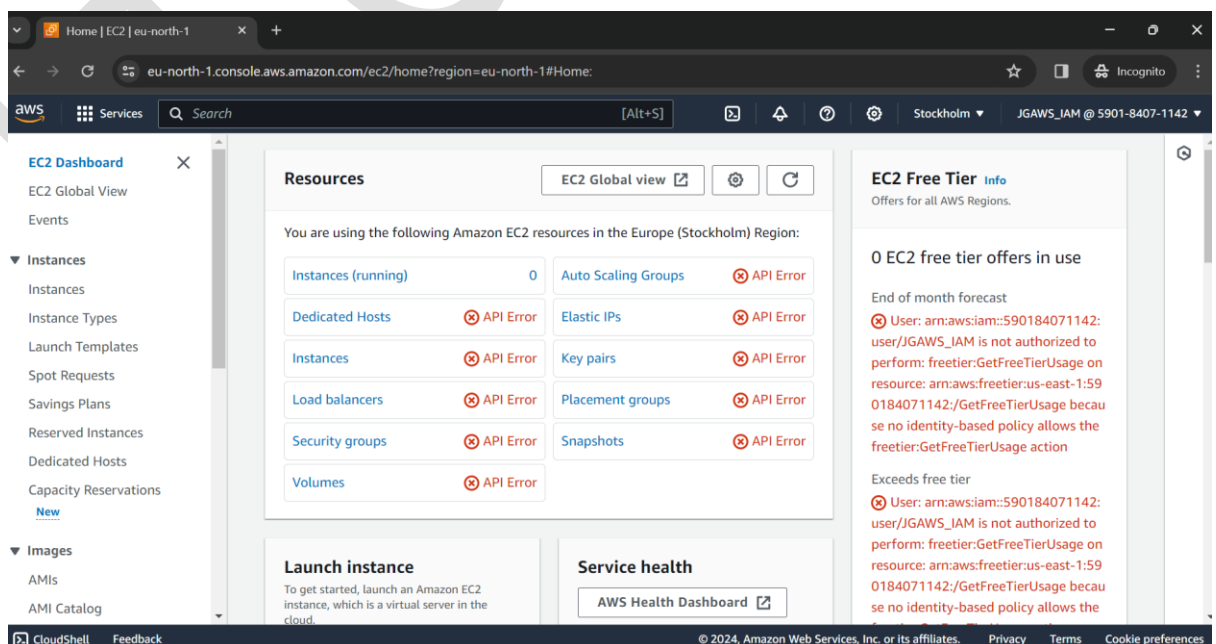 Home | EC2 | eu-north-1
eu-north-1.console.aws.amazon.com/ec2/home?region=eu-north-1#Home:
Incognito
aws
Services
Search
[Alt+S]
Stockholm
JGAWS_IAM @ 5901-8407-1142
EC2 Dashboard
EC2 Global View
Events
Instances
Instances
Instance Types
Launch Templates
Spot Requests
Savings Plans
Reserved Instances
Dedicated Hosts
Capacity Reservations
New
Images
AMIs
AMI Catalog
Resources
EC2 Global view
You are using the following Amazon EC2 resources in the Europe (Stockholm) Region:
Instances (running) 0
Auto Scaling Groups API Error
Dedicated Hosts API Error
Elastic IPs API Error
Instances API Error
Key pairs API Error
Load balancers API Error
Placement groups API Error
Security groups API Error
Snapshots API Error
Volumes API Error
Launch instance
To get started, launch an Amazon EC2
instance, which is a virtual server in the
cloud.
Service health
AWS Health Dashboard
EC2 Free Tier Info
Offers for all AWS Regions.
0 EC2 free tier offers in use
End of month forecast
User: arn:aws:iam::590184071142:
user/JGAWS_IAM is not authorized to
perform: freetier:GetFreeTierUsage on
resource: arn:aws:freetier:us-east-1:59
0184071142:/GetFreeTierUsage becau
se no identity-based policy allows the
freetier:GetFreeTierUsage action
Exceeds free tier
User: arn:aws:iam::590184071142:
user/JGAWS_IAM is not authorized to
perform: freetier:GetFreeTierUsage on
resource: arn:aws:freetier:us-east-1:59
0184071142:/GetFreeTierUsage becau
se no identity-based policy allows the
CloudShell
Feedback
© 2024, Amazon Web Services, Inc. or its affiliates.
Privacy
Terms
Cookie preferences